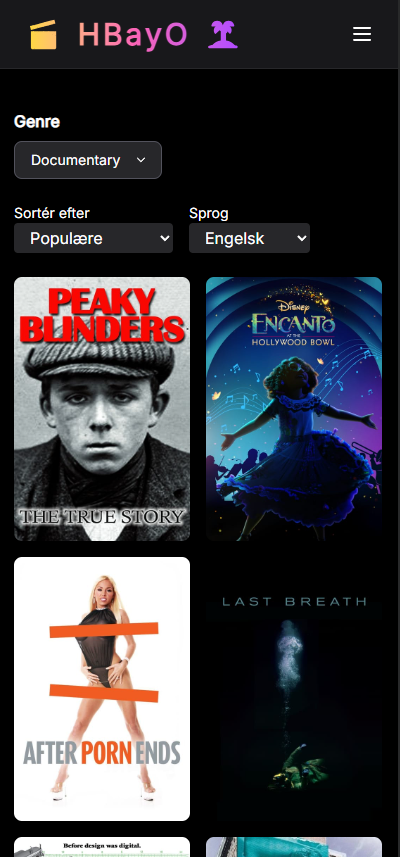 HBayO
Genre
Documentary
Sortér efter
Sprog
Populære
Engelsk
PEAKY
BLINDERS
THE TRUE STORY
Disney
ENCANTO
AT THE
HOLLYWOOD BOWL
AFTER PORN ENDS
LAST BREATH
Before design was digital.